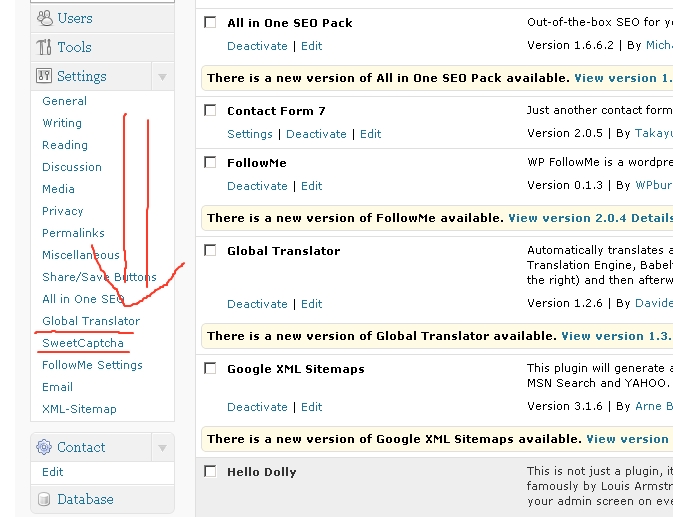 Users
Tools
Settings
General
Writing
Reading
Discussion
Media
Privacy
Permalinks
Miscellaneous
Share/Save Buttons
All in One SEO
Global Translator
SweetCaptcha
FollowMe Settings
Email
XML-Sitemap
Contact
Edit
Database
All in One SEO Pack
Out-of-the-box SEO for
Deactivate | Edit
Version 1.6.6.2 | By
There is a new version of All in One SEO Pack available. View version 1.
Contact Form 7
Just another contact form
Settings | Deactivate | Edit
Version 2.0.5 | By
FollowMe
WP FollowMe is a
Deactivate | Edit
Version 0.1.3 | By
There is a new version of FollowMe available. View version 2.0.4 Details
Global Translator
Automatically translates a
Translation Engine,
the right) and then
Deactivate | Edit
Version 1.2.6 | By Davide
There is a new version of Global Translator available. View version 1.3.
Google XML Sitemaps
This plugin will generate a
MSN Search and YAHOO.
Deactivate | Edit
Version 3.1.6 | By Arne B
There is a new version of Google XML Sitemaps available. View version
Hello Dolly
This is not just a plugin, it
famously by Louis
your admin screen on